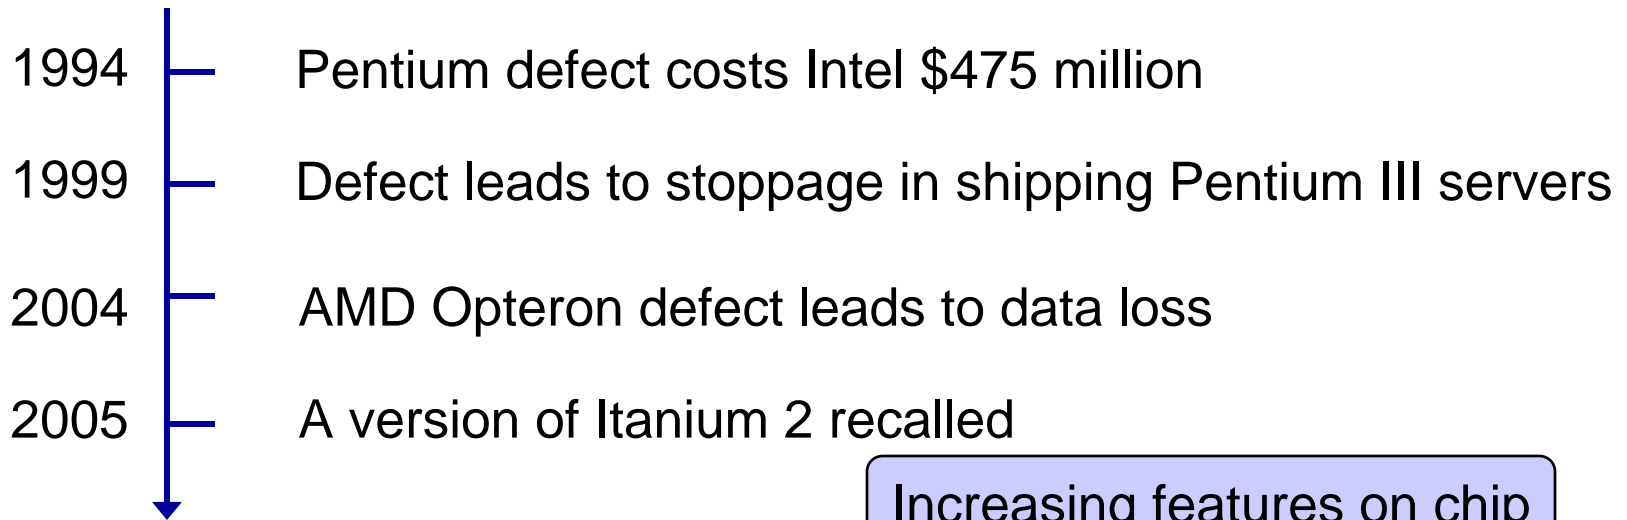 1994 Pentium defect costs Intel $475 million
1999 Defect leads to stoppage in shipping Pentium III servers
2004 AMD Opteron defect leads to data loss
2005 A version of Itanium 2 recalled
Increasing features on chip